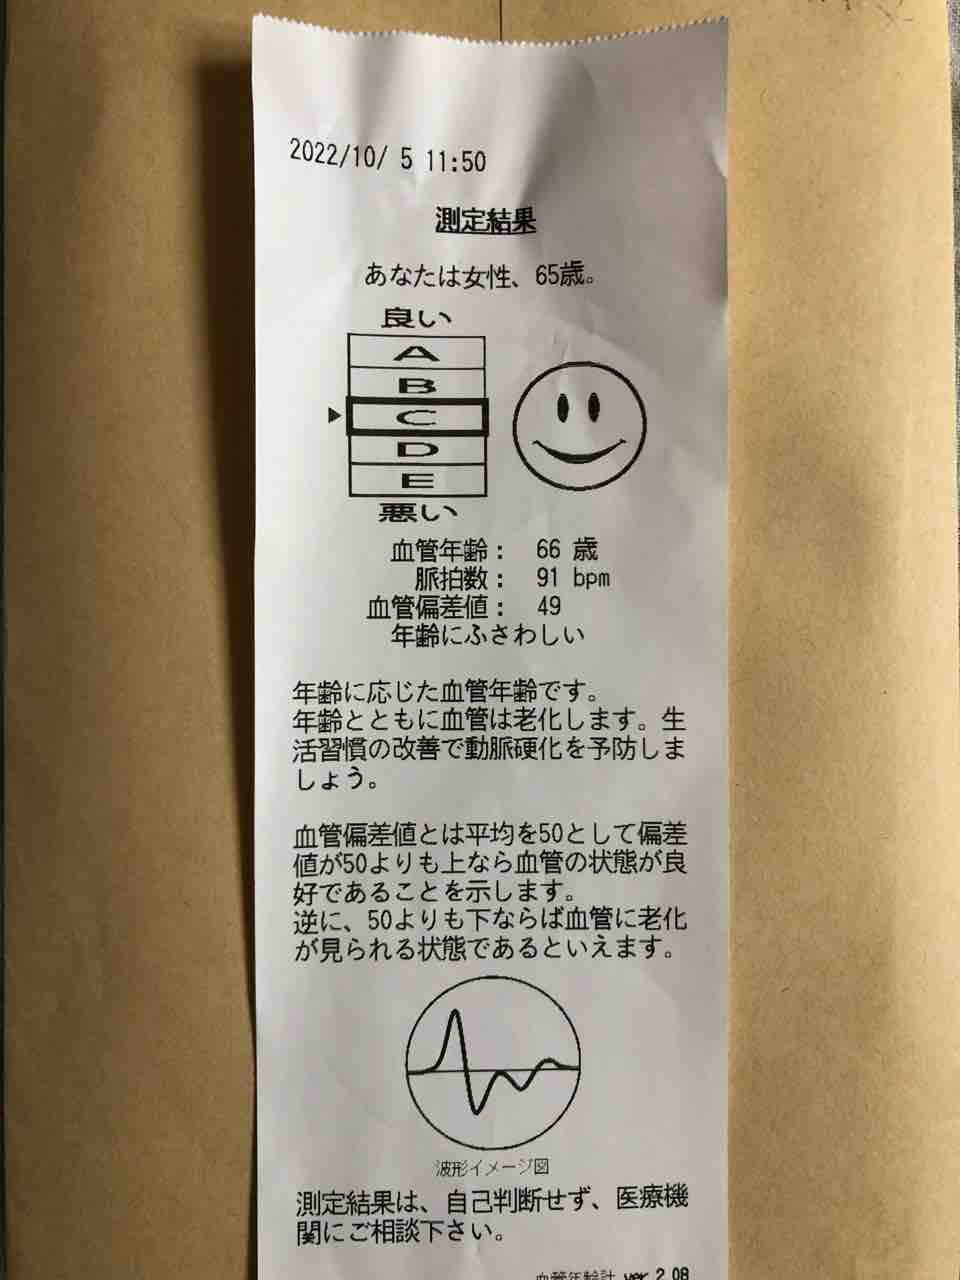 2022/10/ 5 11:50
測定結果
あなたは女性、65歳。
良い
A
B
C
D
E
悪い
血管年齢： 66 歳
脈拍数： 91 bpm
血管偏差値： 49
年齢にふさわしい
年齢に応じた血管年齢です。
年齢とともに血管は老化します。生
活習慣の改善で動脈硬化を予防しま
しょう。
血管偏差値とは平均を50として偏差
値が50よりも上なら血管の状態が良
好であることを示します。
逆に、50よりも下ならば血管に老化
が見られる状態であるといえます。
波形イメージ図
測定結果は、自己判断せず、医療機
関にご相談下さい。
血管年齢計 ver 2.08